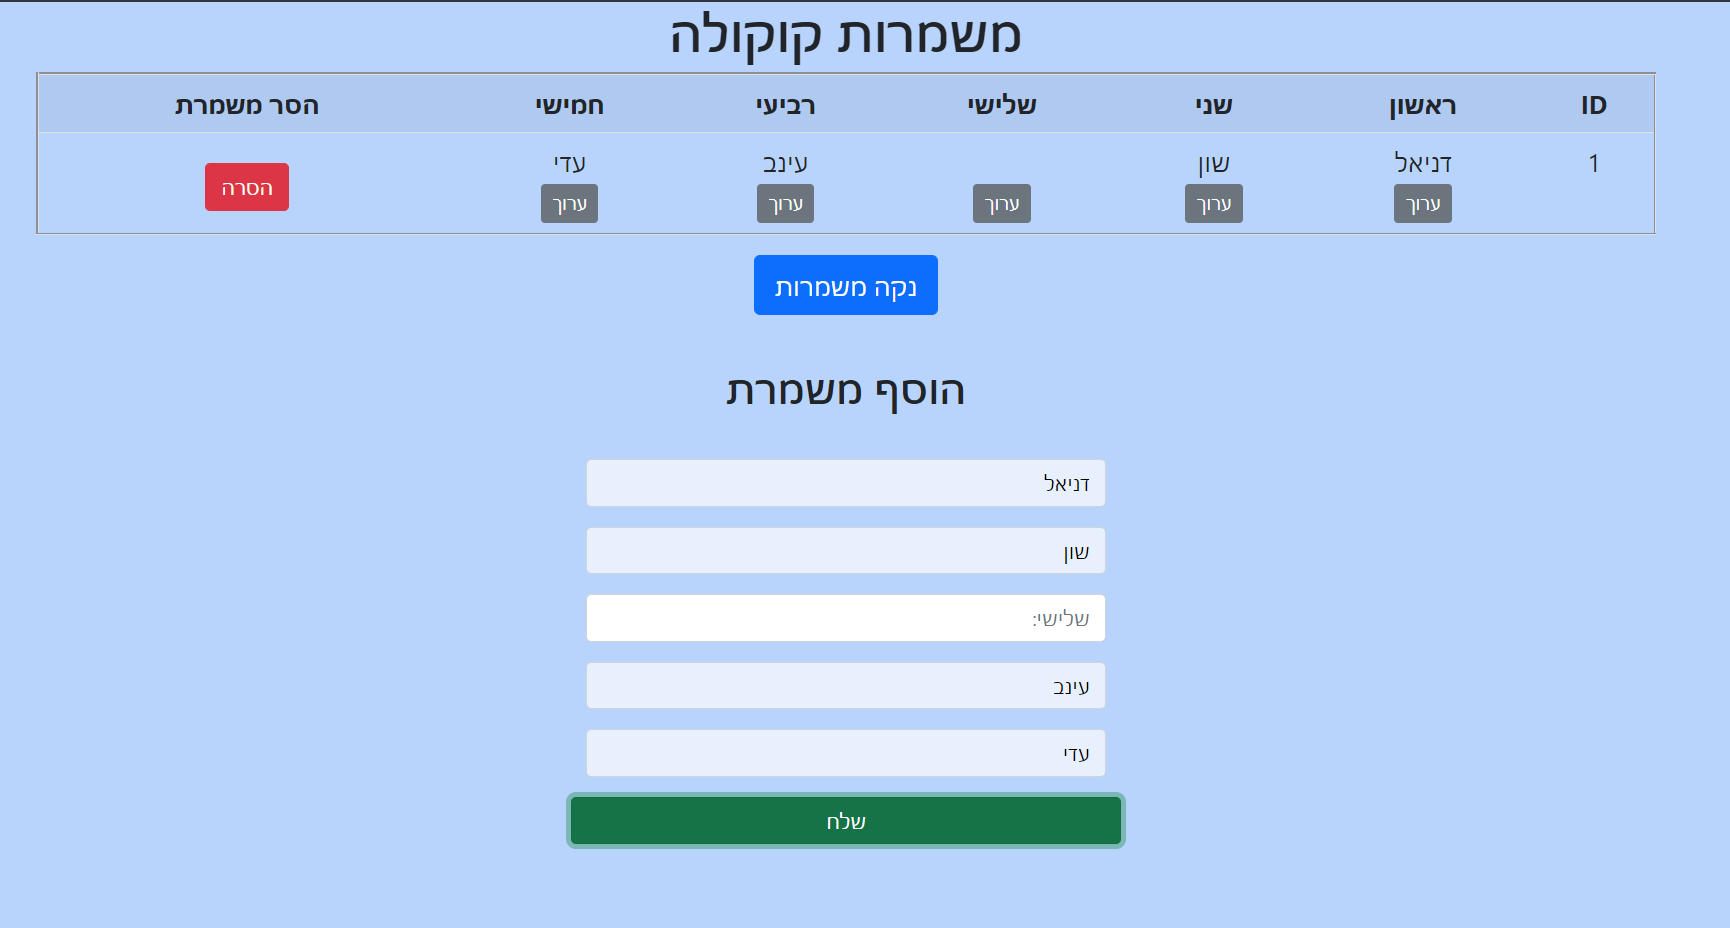 משמרות קוקולה
ID ראשון שני שלישי רביעי חמישי הסר משמרת
1 דניאל שון עינב עדי
ערוך ערוך ערוך ערוך ערוך הסרה
נקה משמרות
הוסף משמרת
דניאל
שון
שלישי:
עינב
עדי
שלח